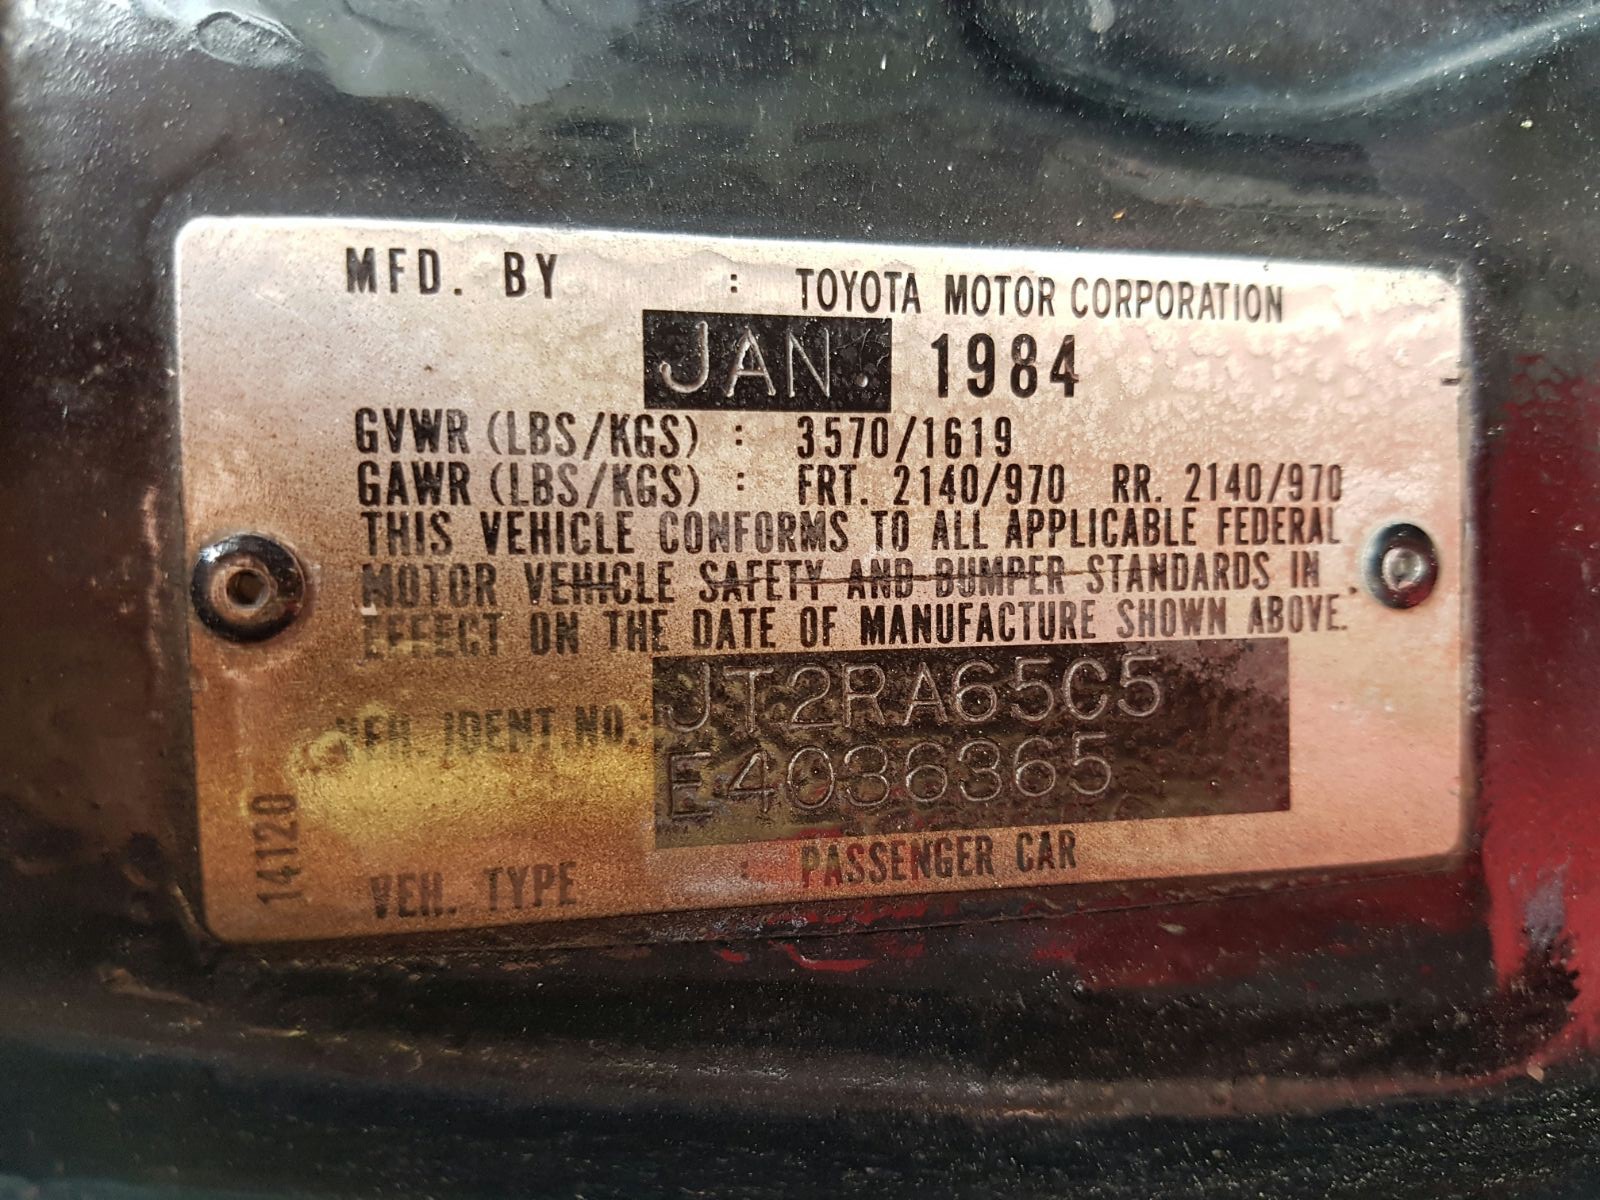 MFD. BY : TOYOTA MOTOR CORPORATION
JAN. 1984
GVWR (LBS/KGS) : 3570/1619
GAWR (LBS/KGS) : FRT. 2140/970 RR. 2140/970
THIS VEHICLE CONFORMS TO ALL APPLICABLE FEDERAL
MOTOR VEHICLE SAFETY AND BUMPER STANDARDS IN
EFFECT ON THE DATE OF MANUFACTURE SHOWN ABOVE.
VEH. IDENT. NO.: JT2RA65C5
E4036365
VEH. TYPE : PASSENGER CAR
14120